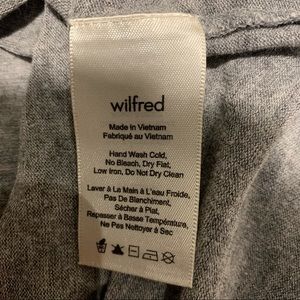 wilfred
Made in Vietnam
Fabriqué au Vietnam
Hand Wash Cold,
No Bleach, Dry Flat,
Low Iron, Do Not Dry Clean
Laver à La Main à L'eau Froide,
Pas De Blanchiment,
Sécher à Plat,
Repasser à Basse Température,
Ne Pas Nettoyer à Sac